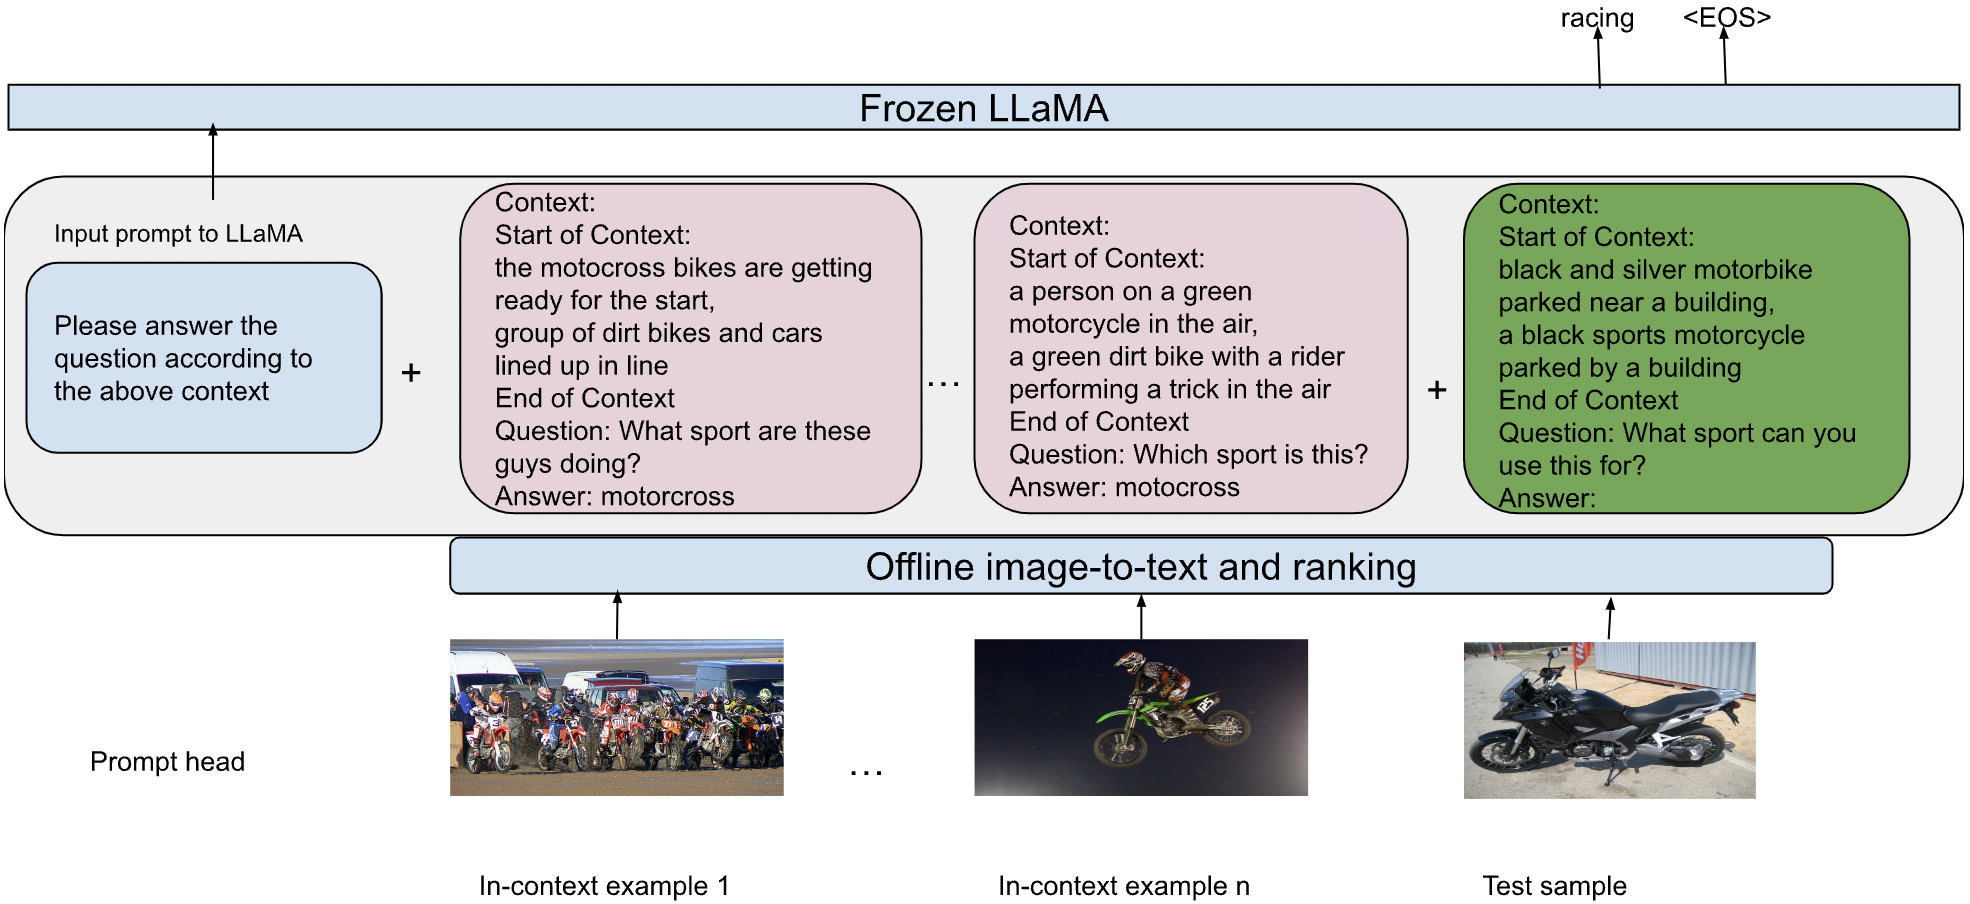 racing <EOS>
Frozen LLaMA
Input prompt to LLaMA
Please answer the
question according to
the above context
+
Context:
Start of Context:
the motocross bikes are getting
ready for the start,
group of dirt bikes and cars
lined up in line
End of Context
Question: What sport are these
guys doing?
Answer: motorcross
...
Context:
Start of Context:
a person on a green
motorcycle in the air,
a green dirt bike with a rider
performing a trick in the air
End of Context
Question: Which sport is this?
Answer: motocross
+
Context:
Start of Context:
black and silver motorbike
parked near a building,
a black sports motorcycle
parked by a building
End of Context
Question: What sport can you
use this for?
Answer:
Offline image-to-text and ranking
125
Prompt head
...
In-context example 1
In-context example n
Test sample